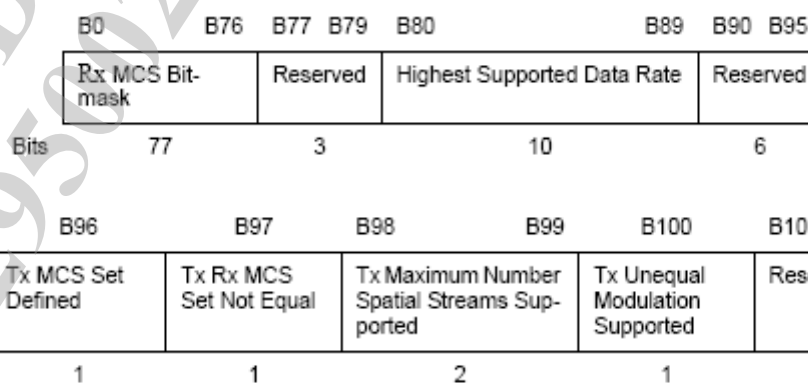 B0 B76 B77 B79 B80 B89 B90 B95
Rx MCS Bit-
mask
Reserved
Highest Supported Data Rate
Reserved
Bits 77 3 10 6
B96 B97 B98 B99 B100 B10
Tx MCS Set
Defined
Tx Rx MCS
Set Not Equal
Tx Maximum Number
Spatial Streams Sup-
ported
Tx Unequal
Modulation
Supported
Res
1 1 2 1